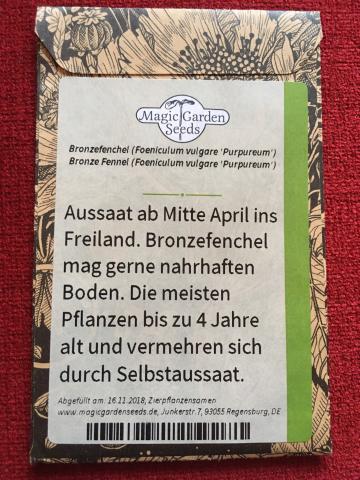 Magic Garden
Seeds
Bronzefenchel (Foeniculum vulgare 'Purpureum')
Bronze Fennel (Foeniculum vulgare 'Purpureum')
Aussaat ab Mitte April ins
Freiland. Bronzefenchel
mag gerne nahrhaften
Boden. Die meisten
Pflanzen bis zu 4 Jahre
alt und vermehren sich
durch Selbstaussaat.
Abgefüllt am: 16.11.2018, Zierpflanzensamen
www.magicgardenseeds.de, Junkerstr.7, 93055 Regensburg, DE